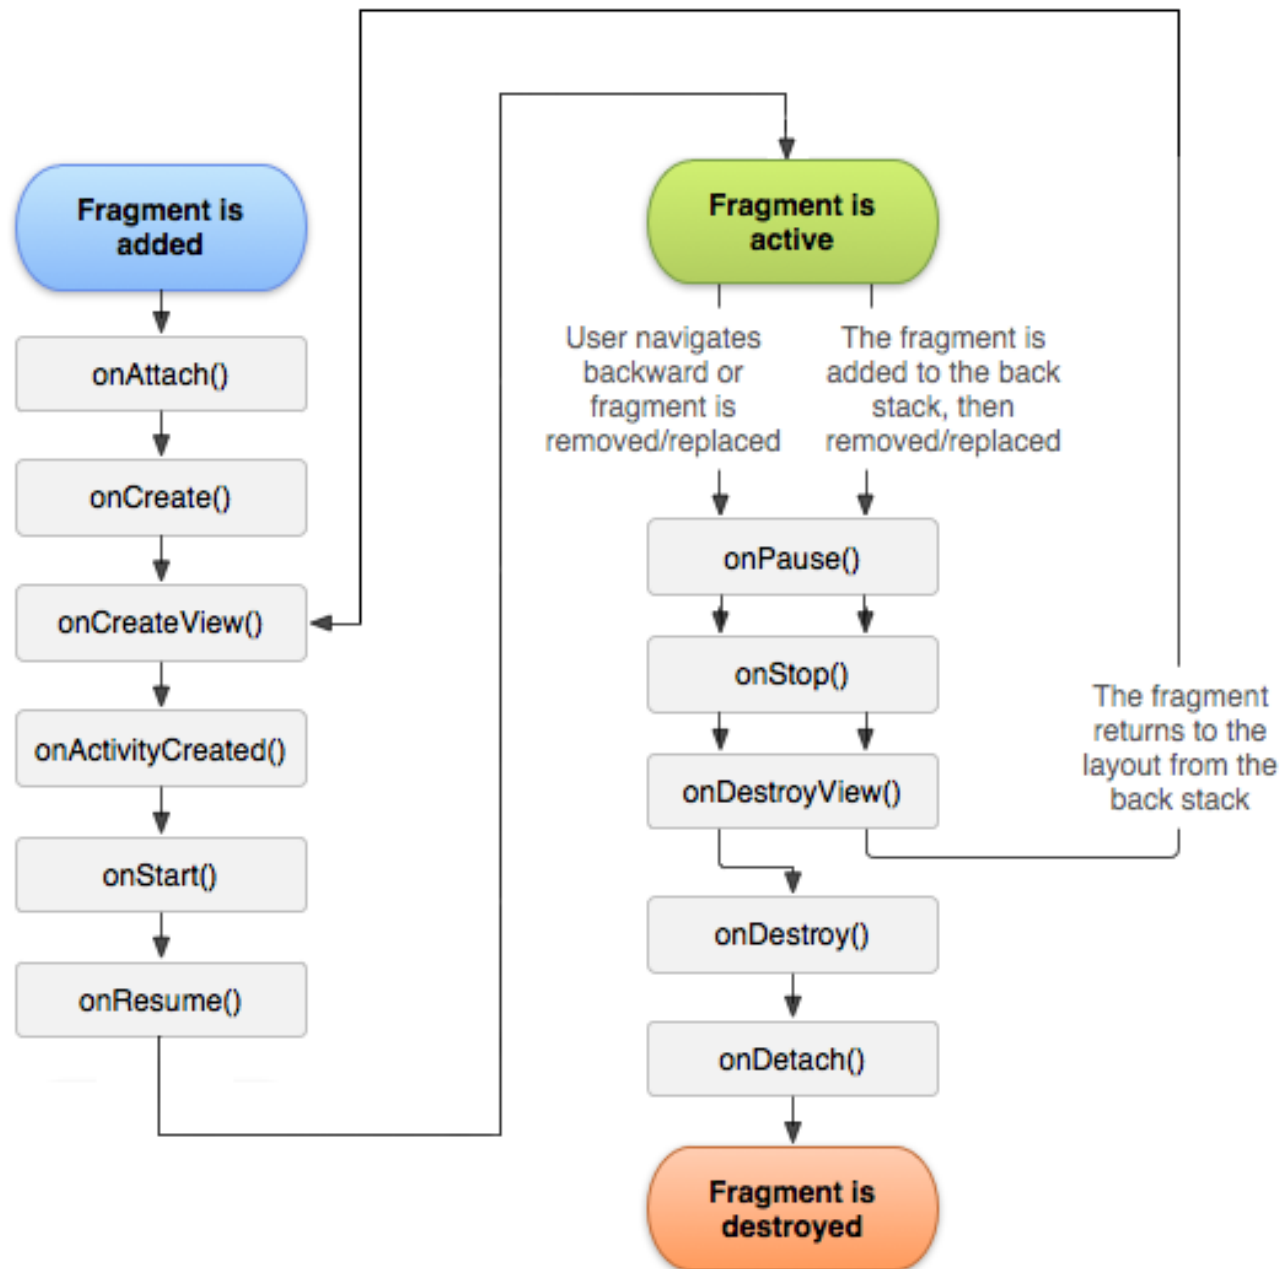 Fragment is
added
onAttach()
onCreate()
onCreateView()
onActivityCreated()
onStart()
onResume()
Fragment is
active
User navigates
backward or
fragment is
removed/replaced
The fragment is
added to the back
stack, then
removed/replaced
onPause()
onStop()
onDestroyView()
The fragment
returns to the
layout from the
back stack
onDestroy()
onDetach()
Fragment is
destroyed